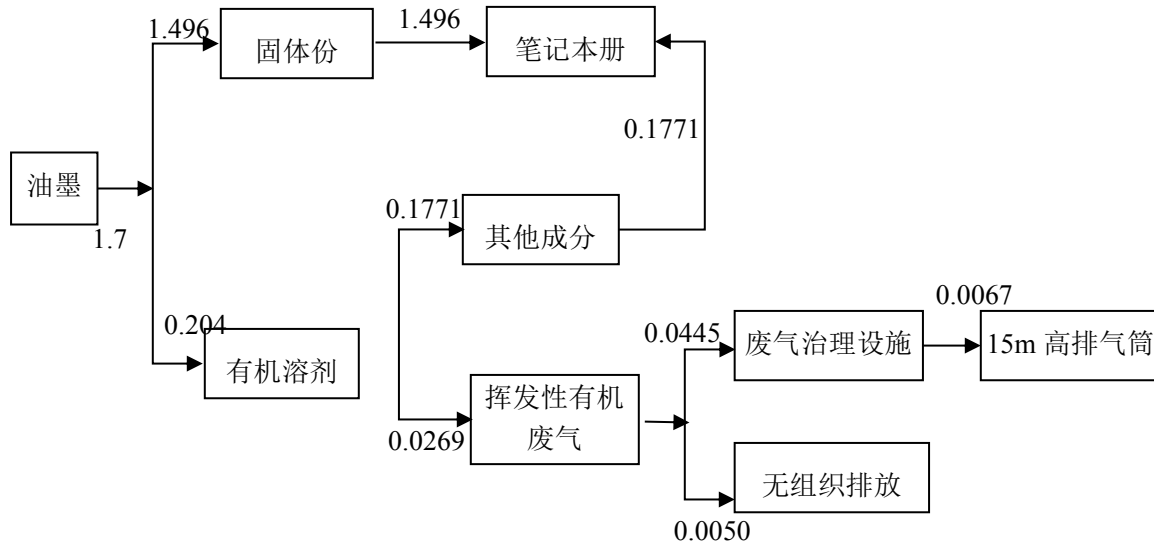 1.496
固体份
1.496
笔记本册
0.1771
油墨
1.7
0.1771
其他成分
0.204
有机溶剂
0.0067
0.0445
废气治理设施
15m 高排气筒
挥发性有机
废气
0.0269
无组织排放
0.0050